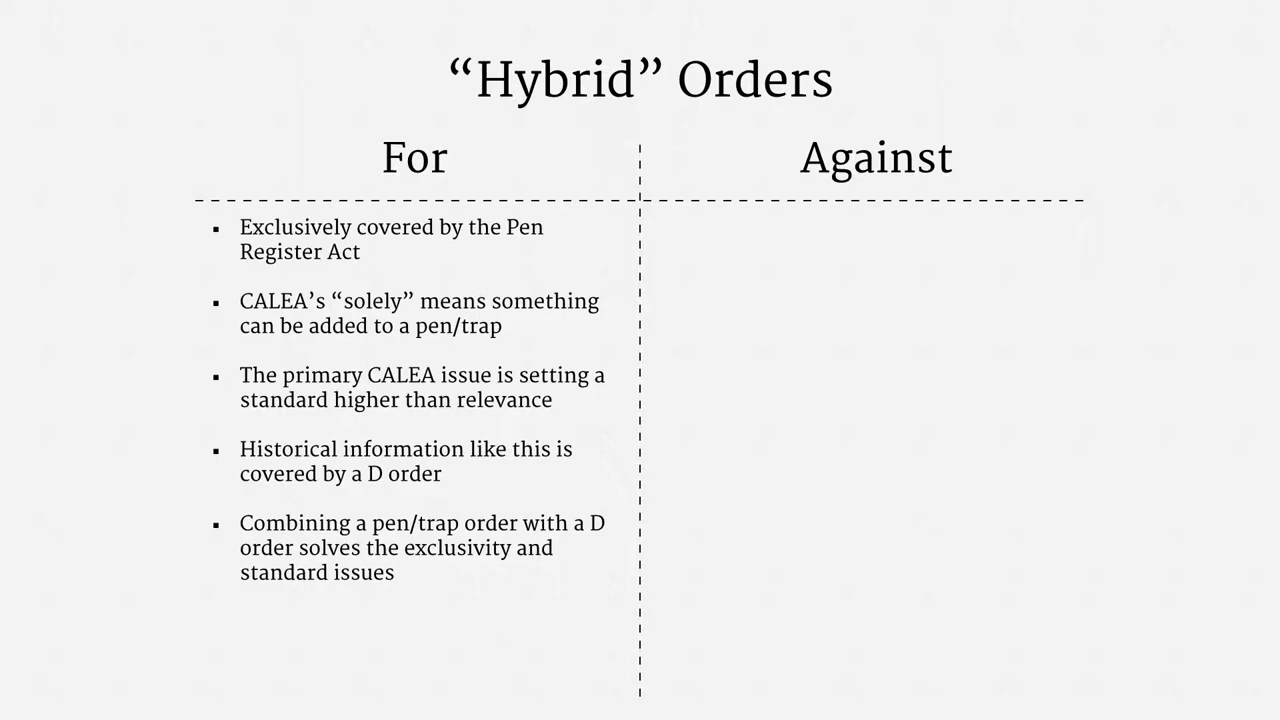 “Hybrid” Orders
For
Against
▪ Exclusively covered by the Pen
Register Act
▪ CALEA’s “solely” means something
can be added to a pen/trap
▪ The primary CALEA issue is setting a
standard higher than relevance
▪ Historical information like this is
covered by a D order
▪ Combining a pen/trap order with a D
order solves the exclusivity and
standard issues